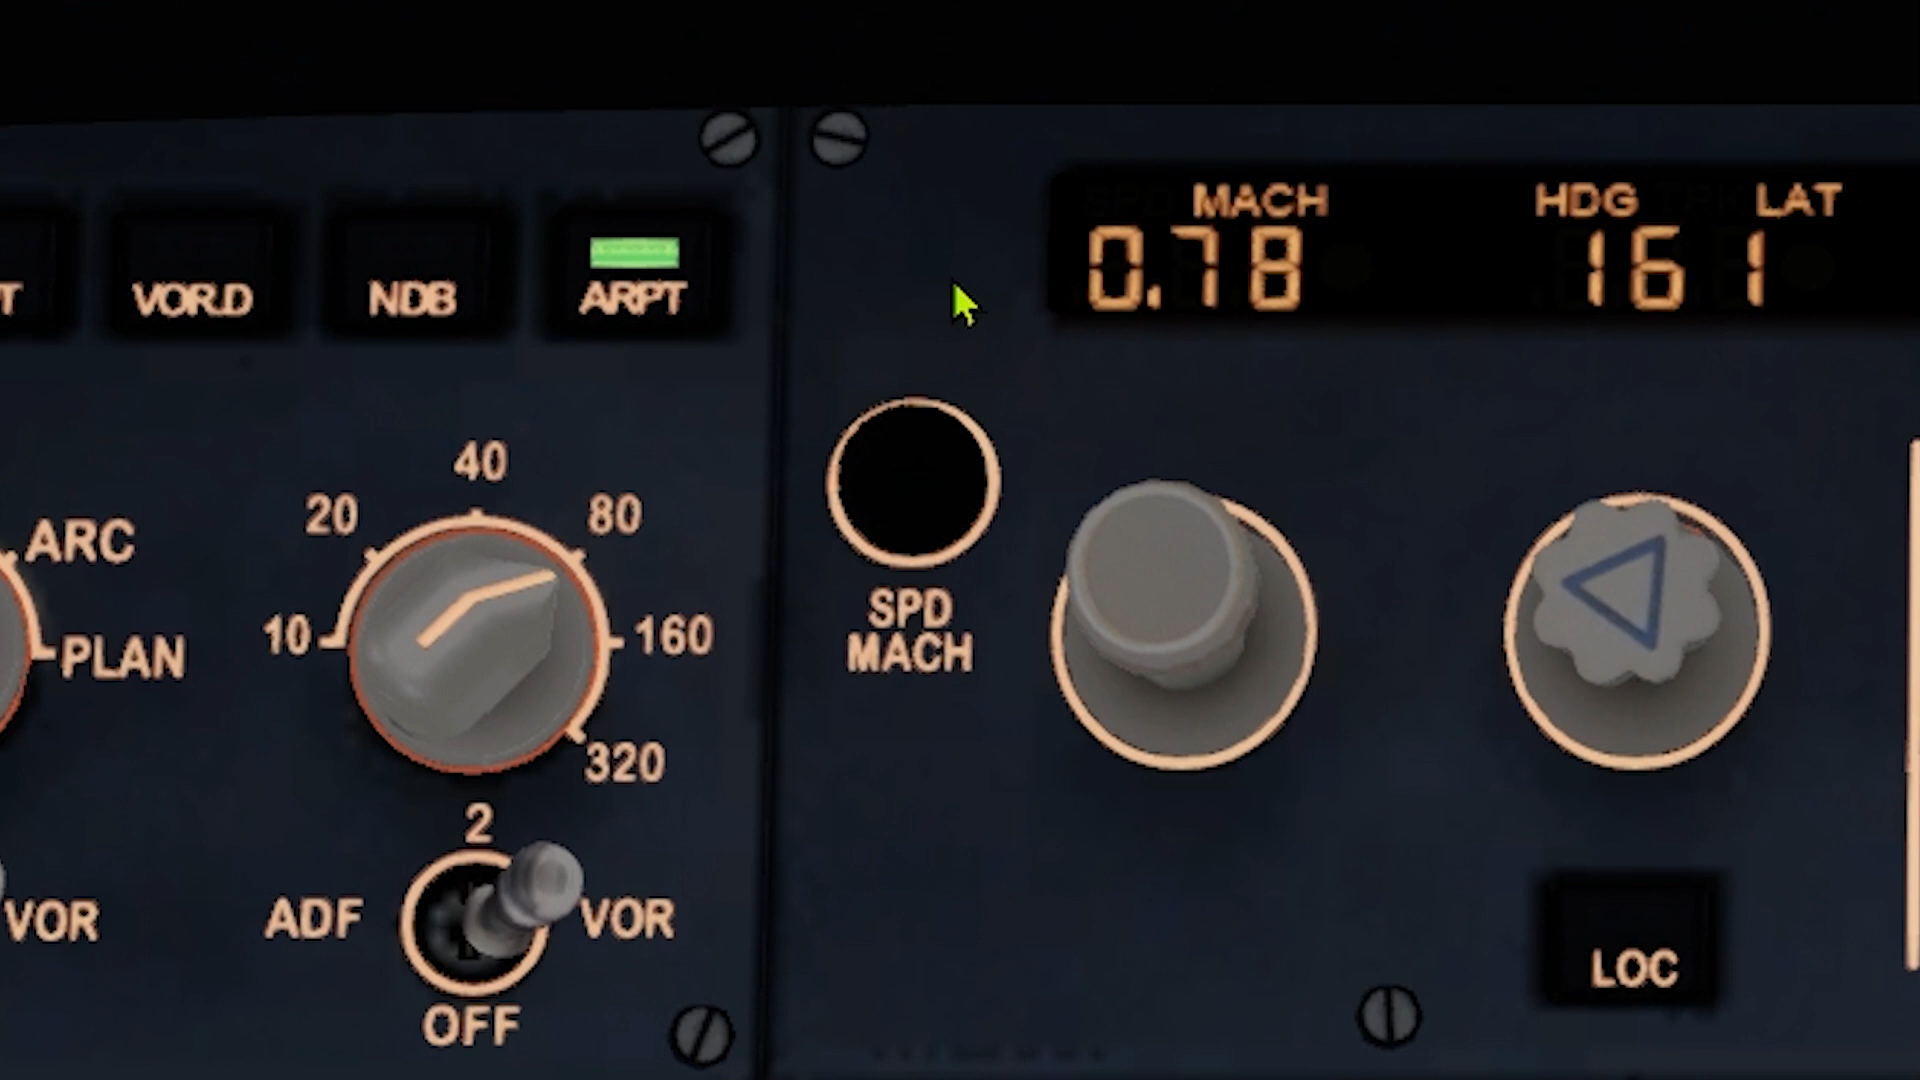 MACH HDG LAT
0.78 161
T VOR.D NDB ARPT
40
20 80
ARC
10 160
PLAN
SPD
MACH
320
2
VOR ADF VOR
LOC
OFF